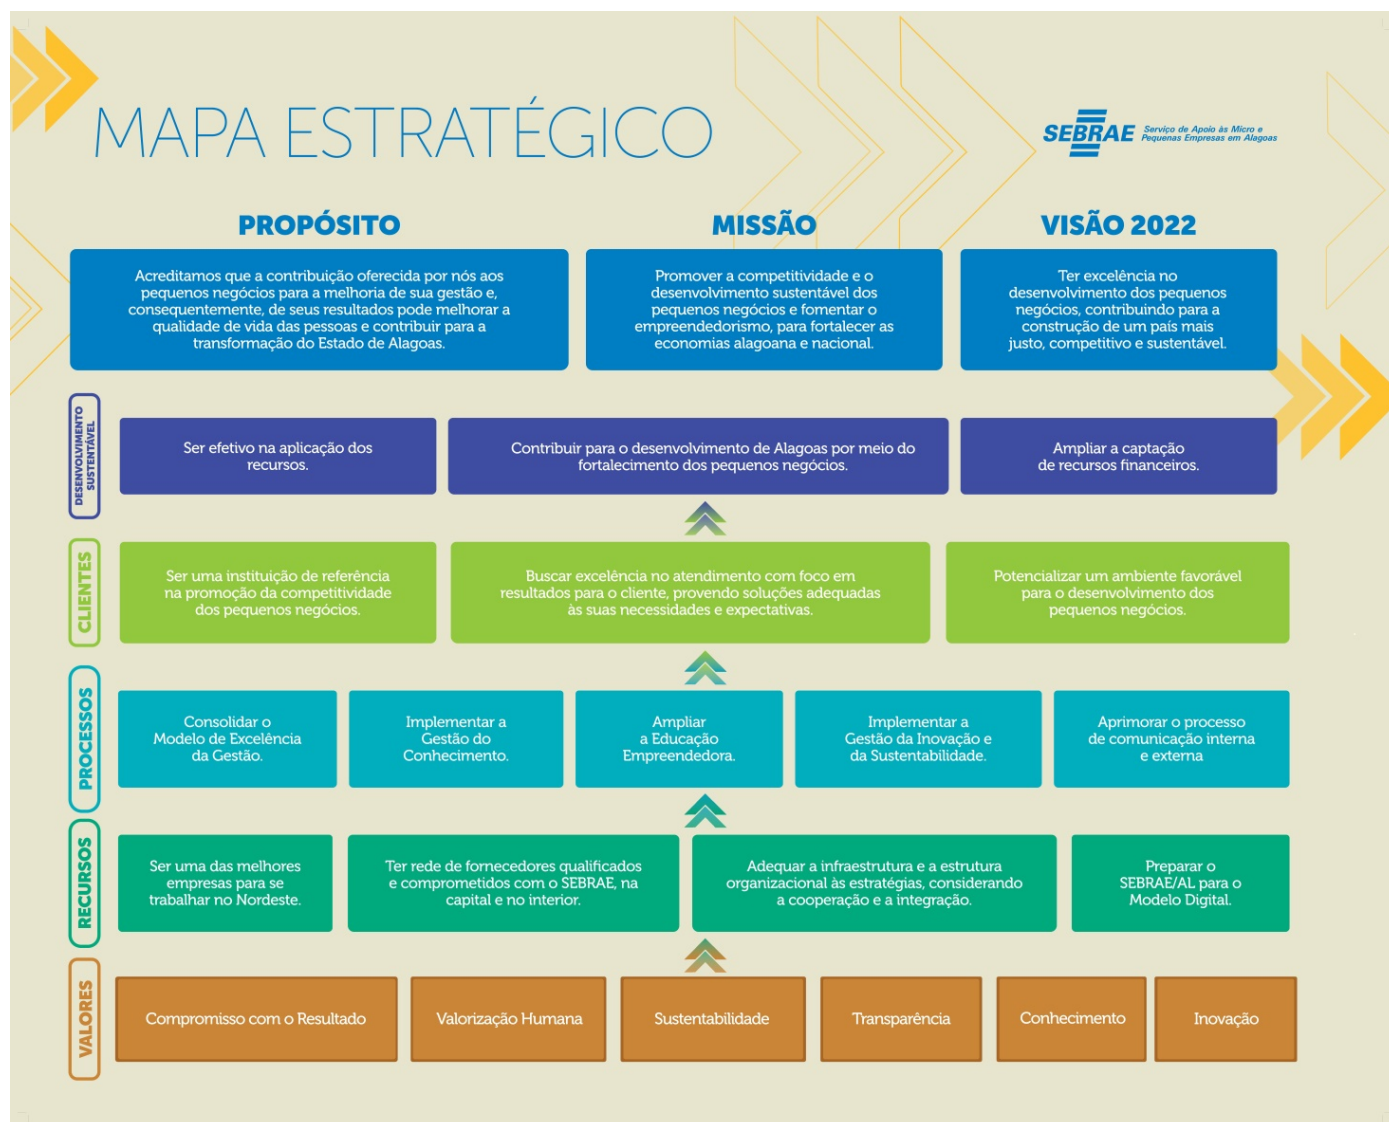 MAPA ESTRATÉGICO
SEBRAE
Serviço de Apoio às Micro e
Pequenas Empresas em Alagoas
PROPÓSITO
Acreditamos que a contribuição oferecida por nós aos
pequenos negócios para a melhoria de sua gestão e,
consequentemente, de seus resultados pode melhorar a
qualidade de vida das pessoas e contribuir para a
transformação do Estado de Alagoas.
MISSÃO
Promover a competitividade e o
desenvolvimento sustentável dos
pequenos negócios e fomentar o
empreendedorismo, para fortalecer as
economias alagoana e nacional.
VISÃO 2022
Ter excelência no
desenvolvimento dos pequenos
negócios, contribuindo para a
construção de um país mais
justo, competitivo e sustentável.
DESENVOLVIMENTO
SUSTENTÁVEL
Ser efetivo na aplicação dos
recursos.
Contribuir para o desenvolvimento de Alagoas por meio do
fortalecimento dos pequenos negócios.
Ampliar a captação
de recursos financeiros.
CLIENTES
Ser uma instituição de referência
na promoção da competitividade
dos pequenos negócios.
Buscar excelência no atendimento com foco em
resultados para o cliente, provendo soluções adequadas
às suas necessidades e expectativas.
Potencializar um ambiente favorável
para o desenvolvimento dos
pequenos negócios.
PROCESSOS
Consolidar o
Modelo de Excelência
da Gestão.
Implementar a
Gestão do
Conhecimento.
Ampliar
a Educação
Empreendedora.
Implementar a
Gestão da Inovação e
da Sustentabilidade.
Aprimorar o processo
de comunicação interna
e externa
RECURSOS
Ser uma das melhores
empresas para se
trabalhar no Nordeste.
Ter rede de fornecedores qualificados
e comprometidos com o SEBRAE, na
capital e no interior.
Adequar a infraestrutura e a estrutura
organizacional às estratégias, considerando
a cooperação e a integração.
Preparar o
SEBRAE/AL para o
Modelo Digital.
VALORES
Compromisso com o Resultado
Valorização Humana
Sustentabilidade
Transparência
Conhecimento
Inovação